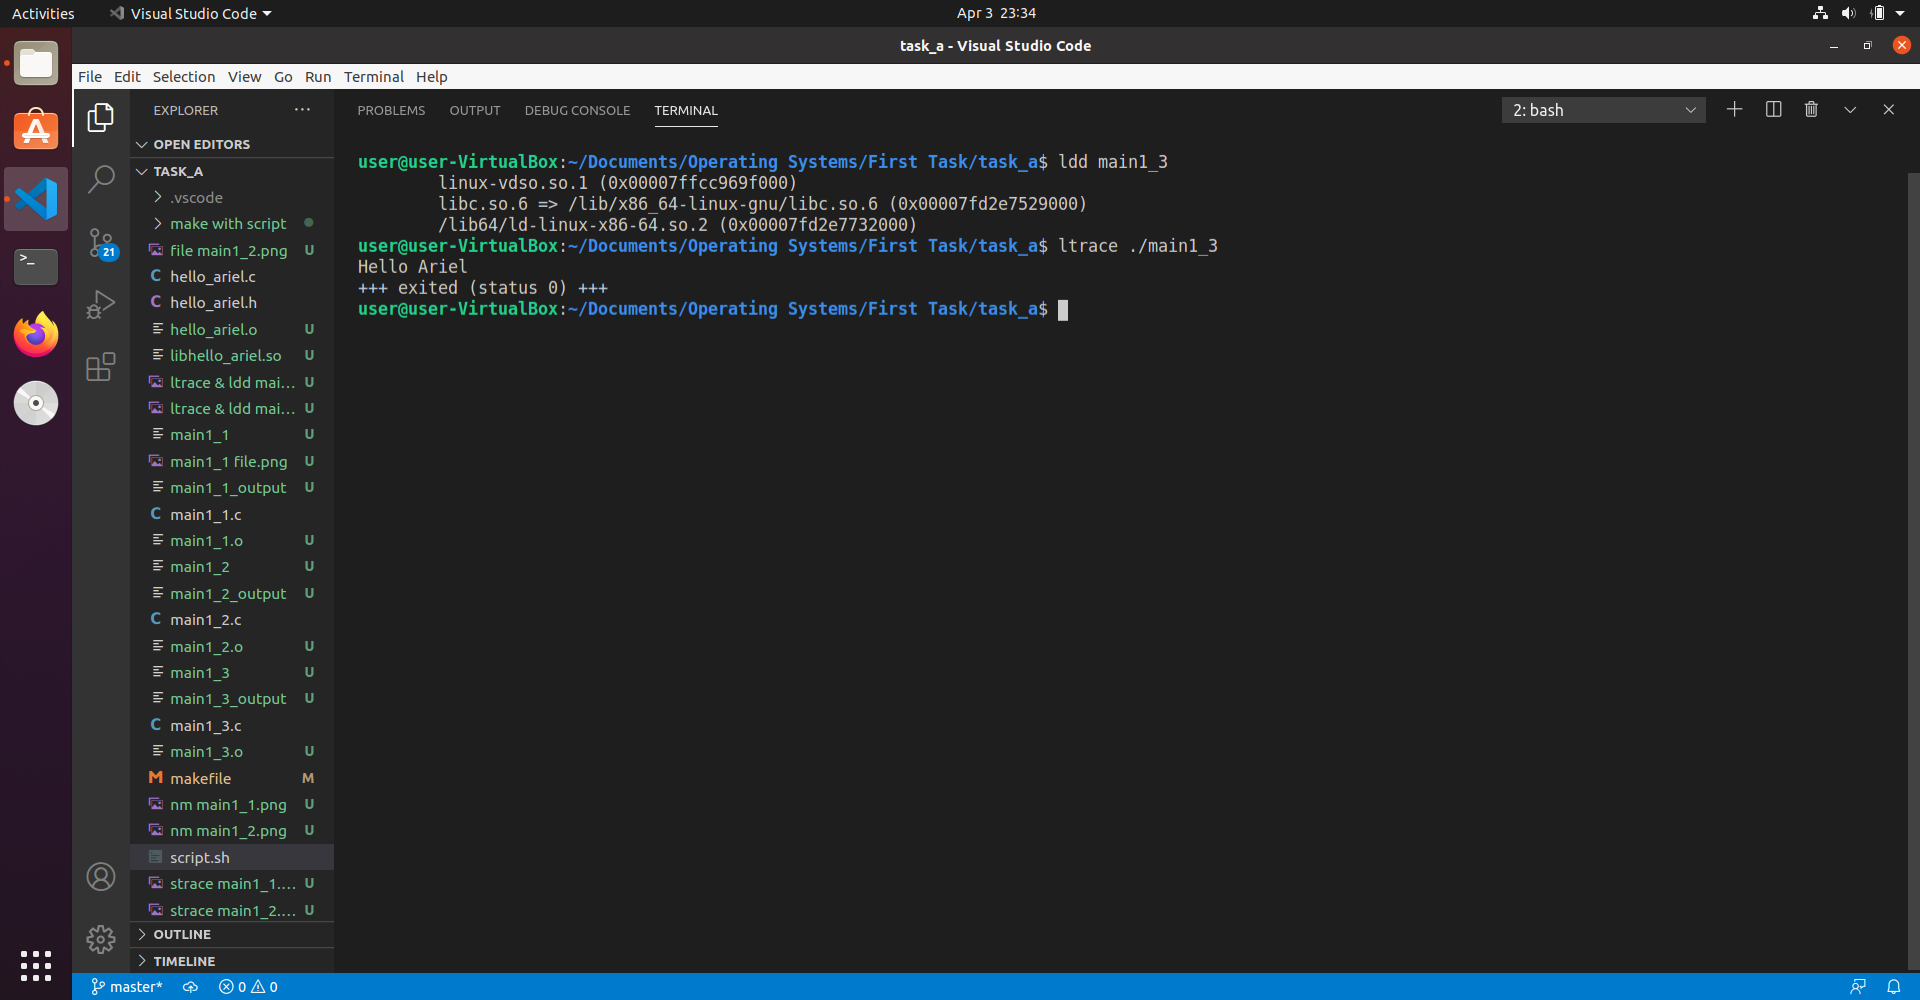 Activities
Visual Studio Code
Apr 3 23:34
task_a - Visual Studio Code
File Edit Selection View Go Run Terminal Help
EXPLORER
PROBLEMS OUTPUT DEBUG CONSOLE TERMINAL
2: bash
OPEN EDITORS
TASK_A
.vscode
make with script
file main1_2.png U
C hello_ariel.c
C hello_ariel.h
hello_ariel.o U
libhello_ariel.so U
ltrace & ldd mai... U
ltrace & ldd mai... U
main1_1 U
main1_1 file.png U
main1_1_output U
C main1_1.c
main1_1.o U
main1_2 U
main1_2_output U
C main1_2.c
main1_2.o U
main1_3 U
main1_3_output U
C main1_3.c
main1_3.o U
M makefile M
nm main1_1.png U
nm main1_2.png U
script.sh
strace main1_1.... U
strace main1_2.... U
OUTLINE
TIMELINE
21
user@user-VirtualBox:~/Documents/Operating Systems/First Task/task_a$ ldd main1_3
linux-vdso.so.1 (0x00007ffcc969f000)
libc.so.6 => /lib/x86_64-linux-gnu/libc.so.6 (0x00007fd2e7529000)
/lib64/ld-linux-x86-64.so.2 (0x00007fd2e7732000)
user@user-VirtualBox:~/Documents/Operating Systems/First Task/task_a$ ltrace ./main1_3
Hello Ariel
+++ exited (status 0) +++
user@user-VirtualBox:~/Documents/Operating Systems/First Task/task_a$
master* 0 0